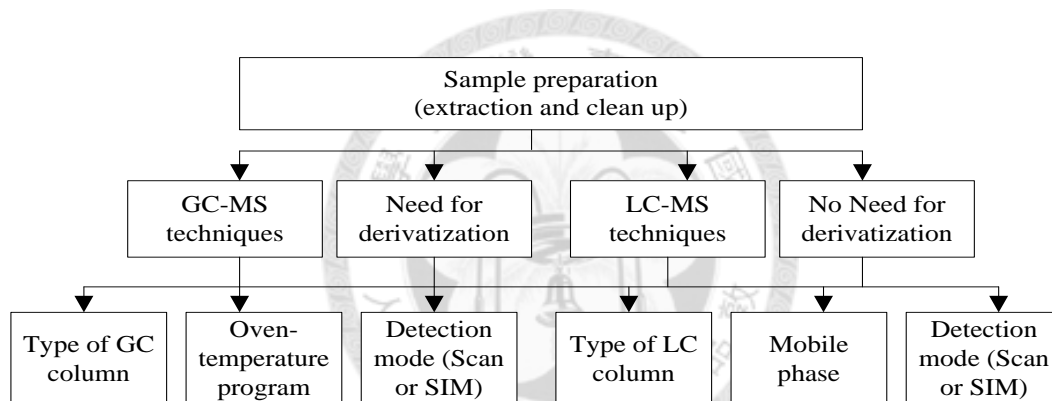 Sample preparation
(extraction and clean up)
GC-MS
techniques
Need for
derivatization
LC-MS
techniques
No Need for
derivatization
Type of GC
column
Oven-
temperature
program
Detection
mode (Scan
or SIM)
Type of LC
column
Mobile
phase
Detection
mode (Scan
or SIM)